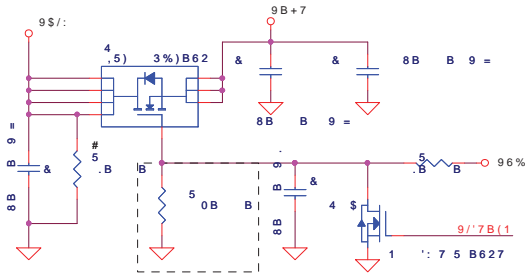 9$/:
9B+7
4
,5)   3%)B62
&
&
8B   B 9 =
8B   B 9 =
#
5
.B   B
8B   B 9 =
&
5
0B   B
8B   B 9 .
&
5
.B   B
96%
4 $
9/'7B(1
1   ': 7 5 B627